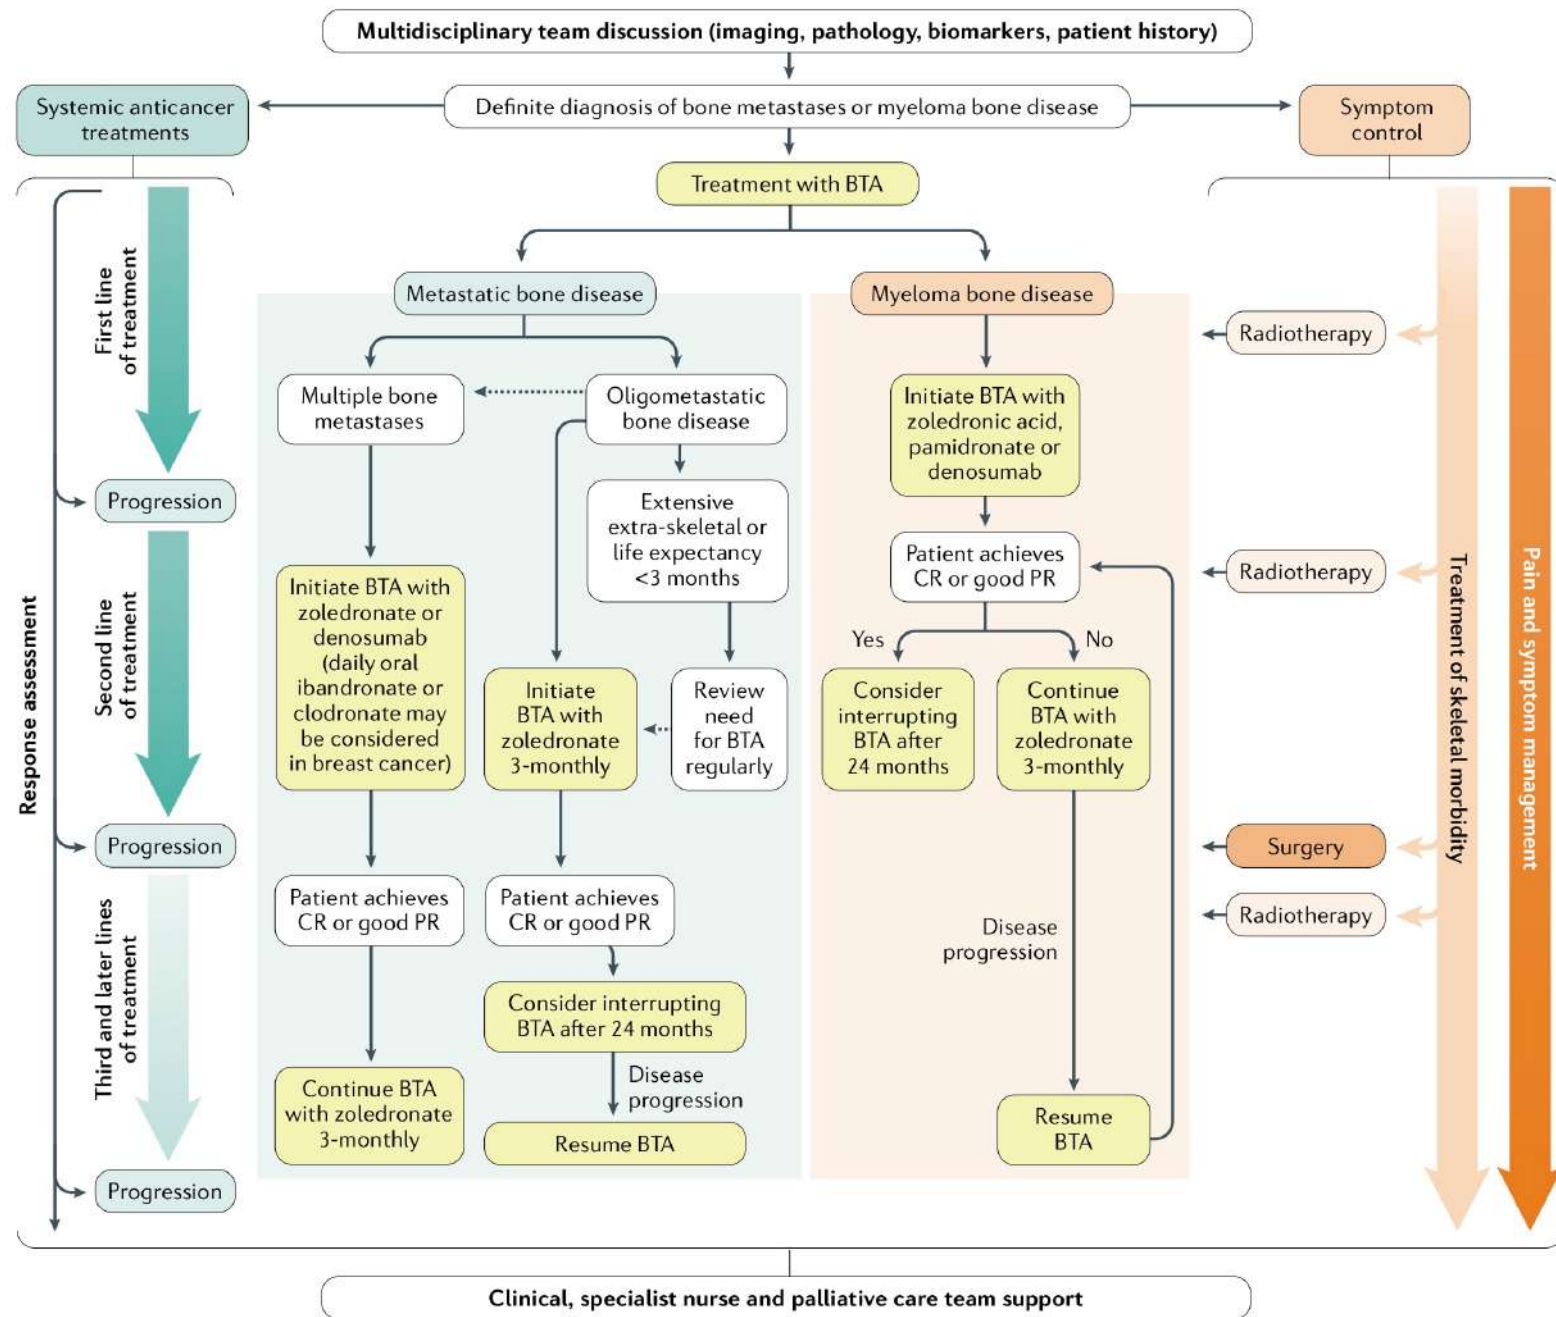 Multidisciplinary team discussion (imaging, pathology, biomarkers, patient history)
Systemic anticancer
treatments
Definite diagnosis of bone metastases or myeloma bone disease
Symptom
control
Treatment with BTA
Response assessment
First line
of treatment
Progression
Second line
of treatment
Progression
Third and later lines
of treatment
Progression
Metastatic bone disease
Multiple bone
metastases
Oligometastatic
bone disease
Extensive
extra-skeletal or
life expectancy
<3 months
Initiate BTA with
zoledronate or
denosumab
(daily oral
ibandronate or
clodronate may
be considered
in breast cancer)
Initiate
BTA with
zoledronate
3-monthly
Review
need
for BTA
regularly
Patient achieves
CR or good PR
Patient achieves
CR or good PR
Consider interrupting
BTA after 24 months
Continue BTA
with zoledronate
3-monthly
Disease
progression
Resume BTA
Myeloma bone disease
Initiate BTA with
zoledronic acid,
pamidronate or
denosumab
Patient achieves
CR or good PR
Yes
No
Consider
interrupting
BTA after
24 months
Continue
BTA with
zoledronate
3-monthly
Disease
progression
Resume
BTA
Radiotherapy
Radiotherapy
Surgery
Radiotherapy
Treatment of skeletal morbidity
Pain and symptom management
Clinical, specialist nurse and palliative care team support